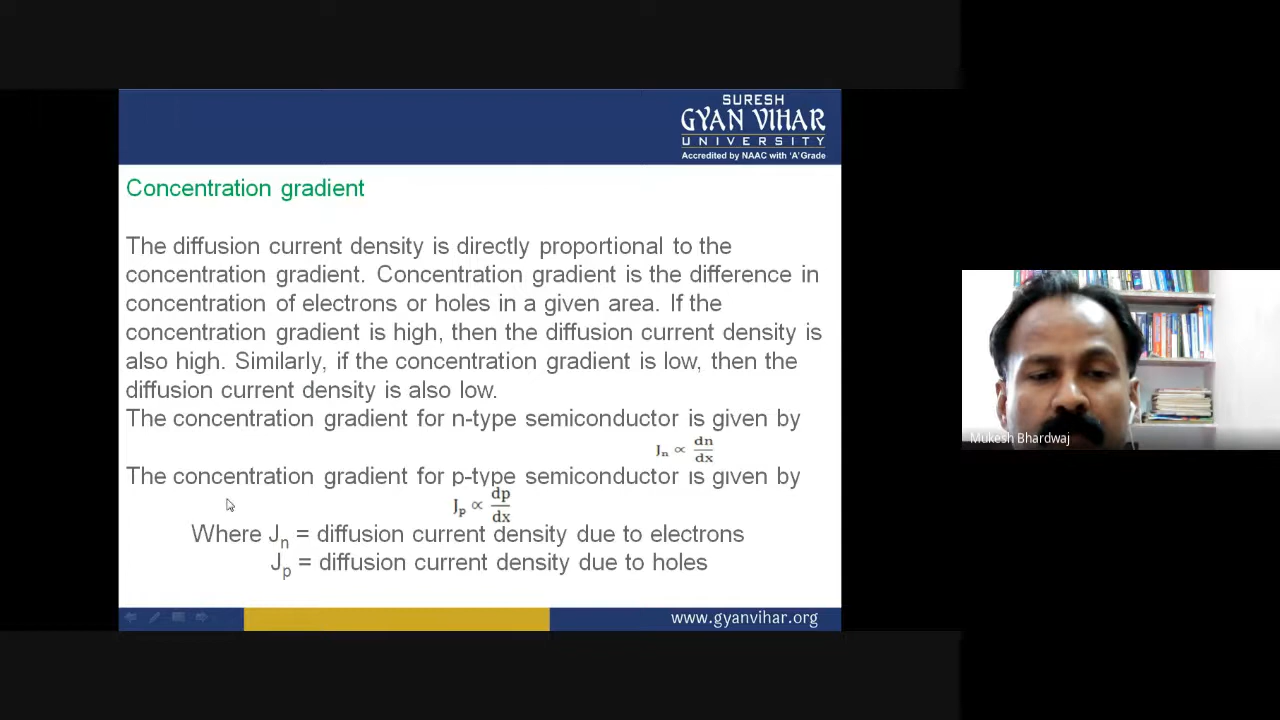 SURESH
GYAN VIHAR
UNIVERSITY
Accredited by NAAC with 'A' Grade
Concentration gradient
The diffusion current density is directly proportional to the
concentration gradient. Concentration gradient is the difference in
concentration of electrons or holes in a given area. If the
concentration gradient is high, then the diffusion current density is
also high. Similarly, if the concentration gradient is low, then the
diffusion current density is also low.
The concentration gradient for n-type semiconductor is given by
Jn ∝ dn/dx
The concentration gradient for p-type semiconductor is given by
Jp ∝ dp/dx
Where Jn = diffusion current density due to electrons
Jp = diffusion current density due to holes
www.gyanvihar.org
Mukesh Bhardwaj